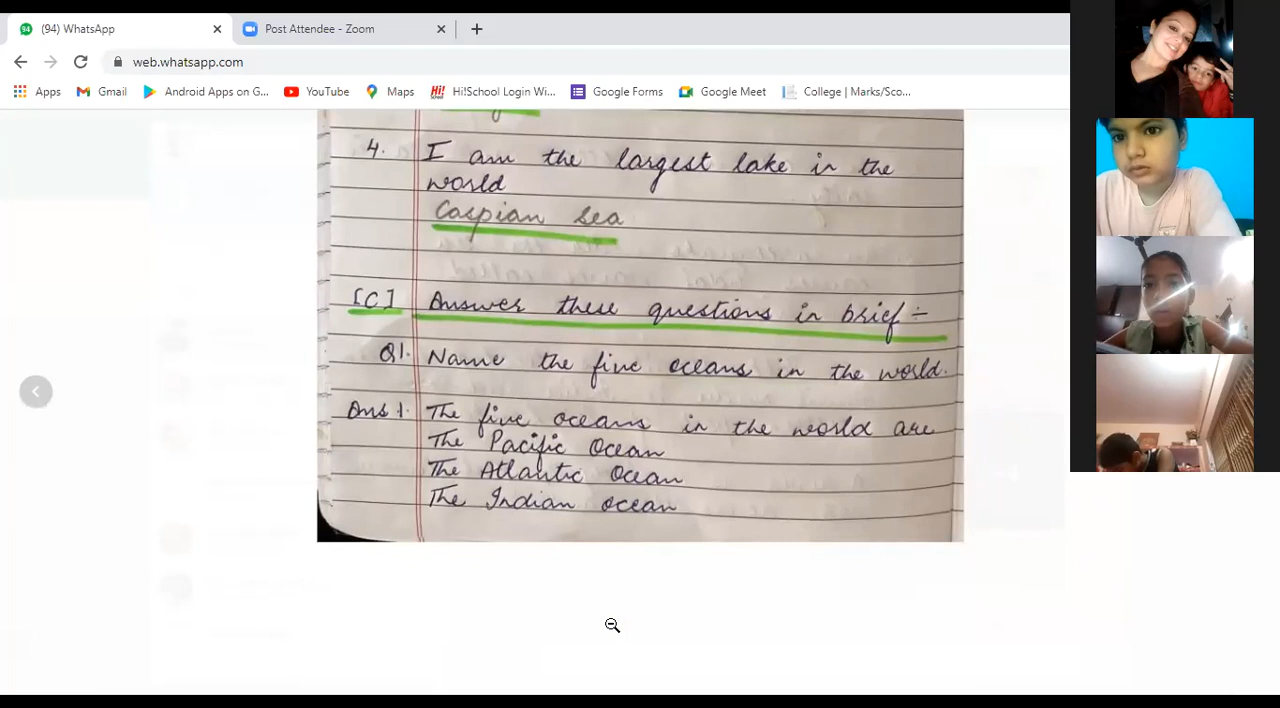 (94) WhatsApp
Post Attendee - Zoom
web.whatsapp.com
Apps
Gmail
Android Apps on G...
YouTube
Maps
Hi!School Login Wi...
Google Forms
Google Meet
College | Marks/Sco...
4. I am the largest lake in the
world
Caspian sea
[C] Answer these questions in brief ÷
Q1. Name the five oceans in the world.
Ans 1. The five oceans in the world are
The Pacific Ocean
The Atlantic Ocean
The Indian ocean